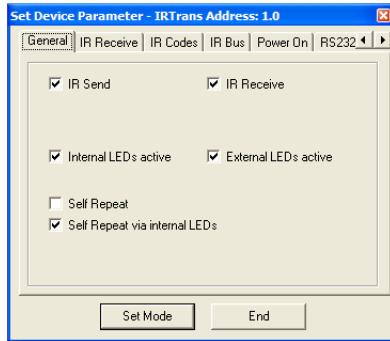 Set Device Parameter - IRTrans Address: 1.0
General IR Receive IR Codes IR Bus Power On RS232
IR Send IR Receive
Internal LEDs active External LEDs active
Self Repeat
Self Repeat via internal LEDs
Set Mode End